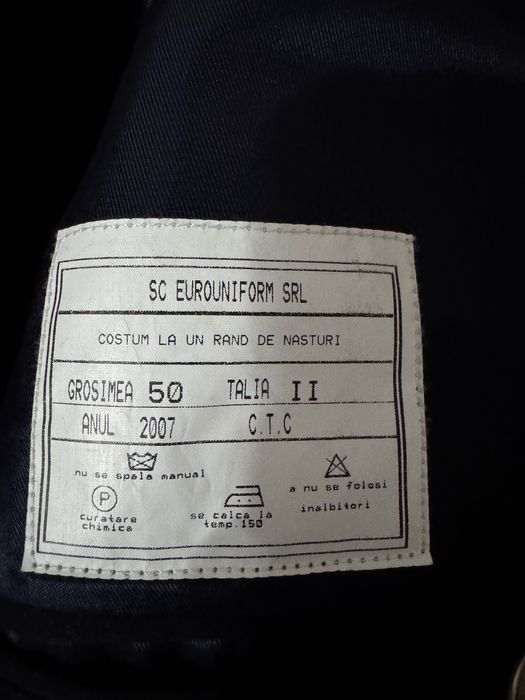 SC EUROUNIFORM SRL
COSTUM LA UN RAND DE NASTURI
GROSIMEA 50 TALIA II
ANUL 2007 C.T.C
nu se spala manual
a nu se folosi
inalbitori
P
curatare
chimica
se calca la
temp.150